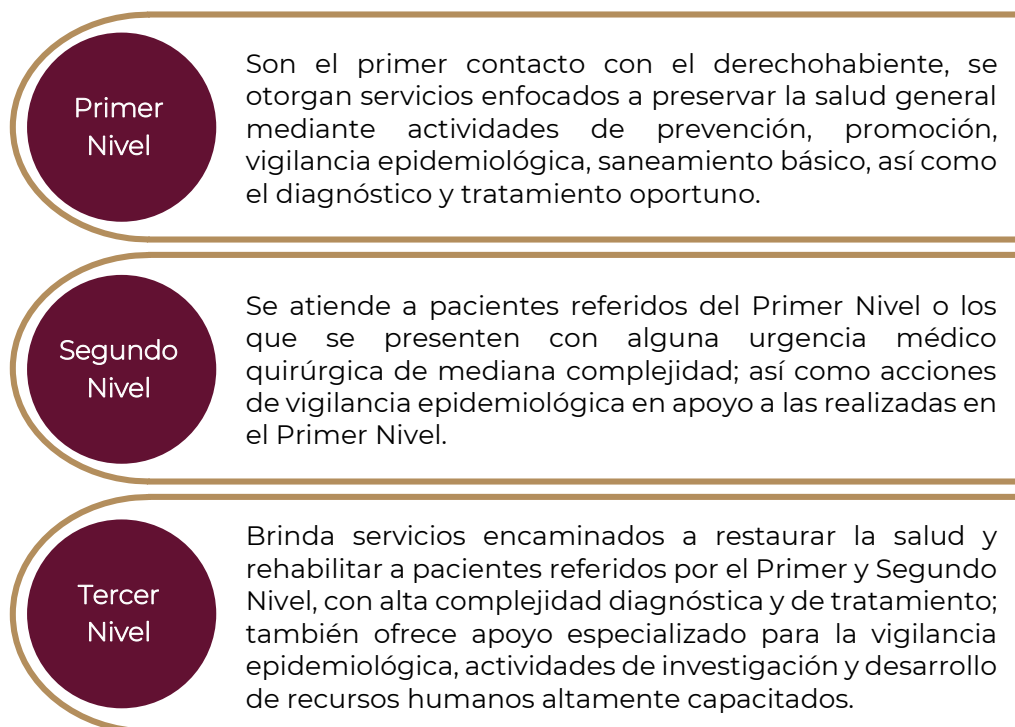 Primer
Nivel
Son el primer contacto con el derechohabiente, se
otorgan servicios enfocados a preservar la salud general
mediante actividades de prevención, promoción,
vigilancia epidemiológica, saneamiento básico, así como
el diagnóstico y tratamiento oportuno.
Segundo
Nivel
Se atiende a pacientes referidos del Primer Nivel o los
que se presenten con alguna urgencia médico
quirúrgica de mediana complejidad; así como acciones
de vigilancia epidemiológica en apoyo a las realizadas en
el Primer Nivel.
Tercer
Nivel
Brinda servicios encaminados a restaurar la salud y
rehabilitar a pacientes referidos por el Primer y Segundo
Nivel, con alta complejidad diagnóstica y de tratamiento;
también ofrece apoyo especializado para la vigilancia
epidemiológica, actividades de investigación y desarrollo
de recursos humanos altamente capacitados.